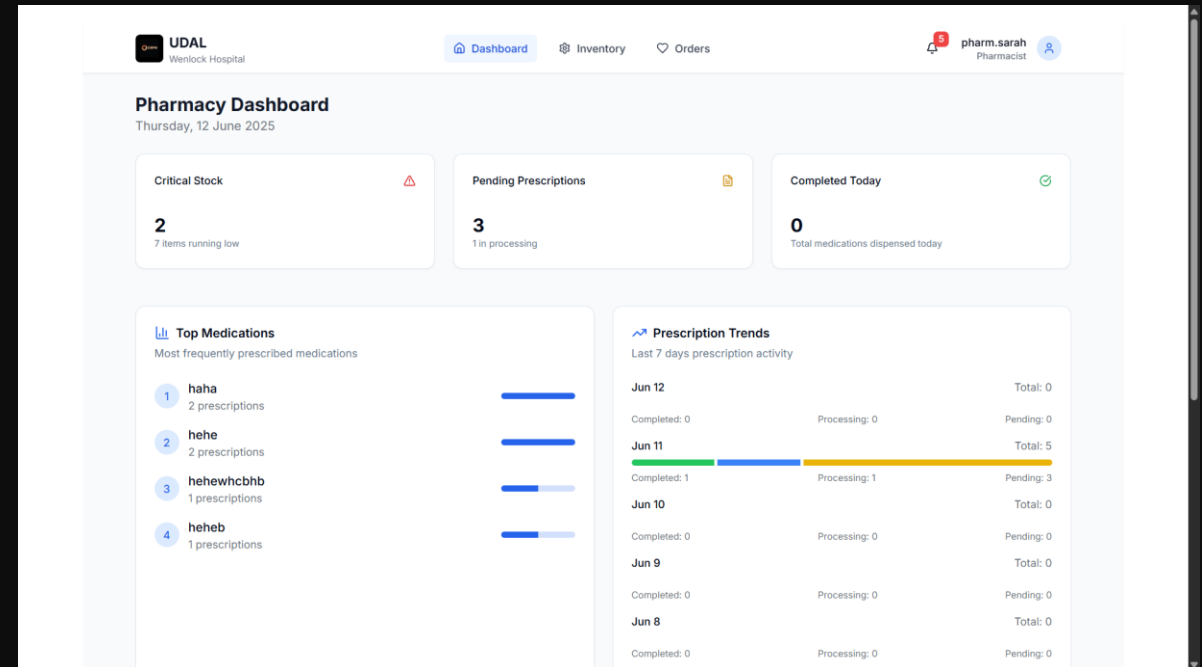 UDAL
Wenlock Hospital
Dashboard
Inventory
Orders
5
pharm.sarah
Pharmacist
Pharmacy Dashboard
Thursday, 12 June 2025
Critical Stock
2
7 items running low
Pending Prescriptions
3
1 in processing
Completed Today
0
Total medications dispensed today
Top Medications
Most frequently prescribed medications
1
haha
2 prescriptions
2
hehe
2 prescriptions
3
hehewhcbhb
1 prescriptions
4
heheb
1 prescriptions
Prescription Trends
Last 7 days prescription activity
Jun 12 Total: 0
Completed: 0 Processing: 0 Pending: 0
Jun 11 Total: 5
Completed: 1 Processing: 1 Pending: 3
Jun 10 Total: 0
Completed: 0 Processing: 0 Pending: 0
Jun 9 Total: 0
Completed: 0 Processing: 0 Pending: 0
Jun 8 Total: 0
Completed: 0 Processing: 0 Pending: 0